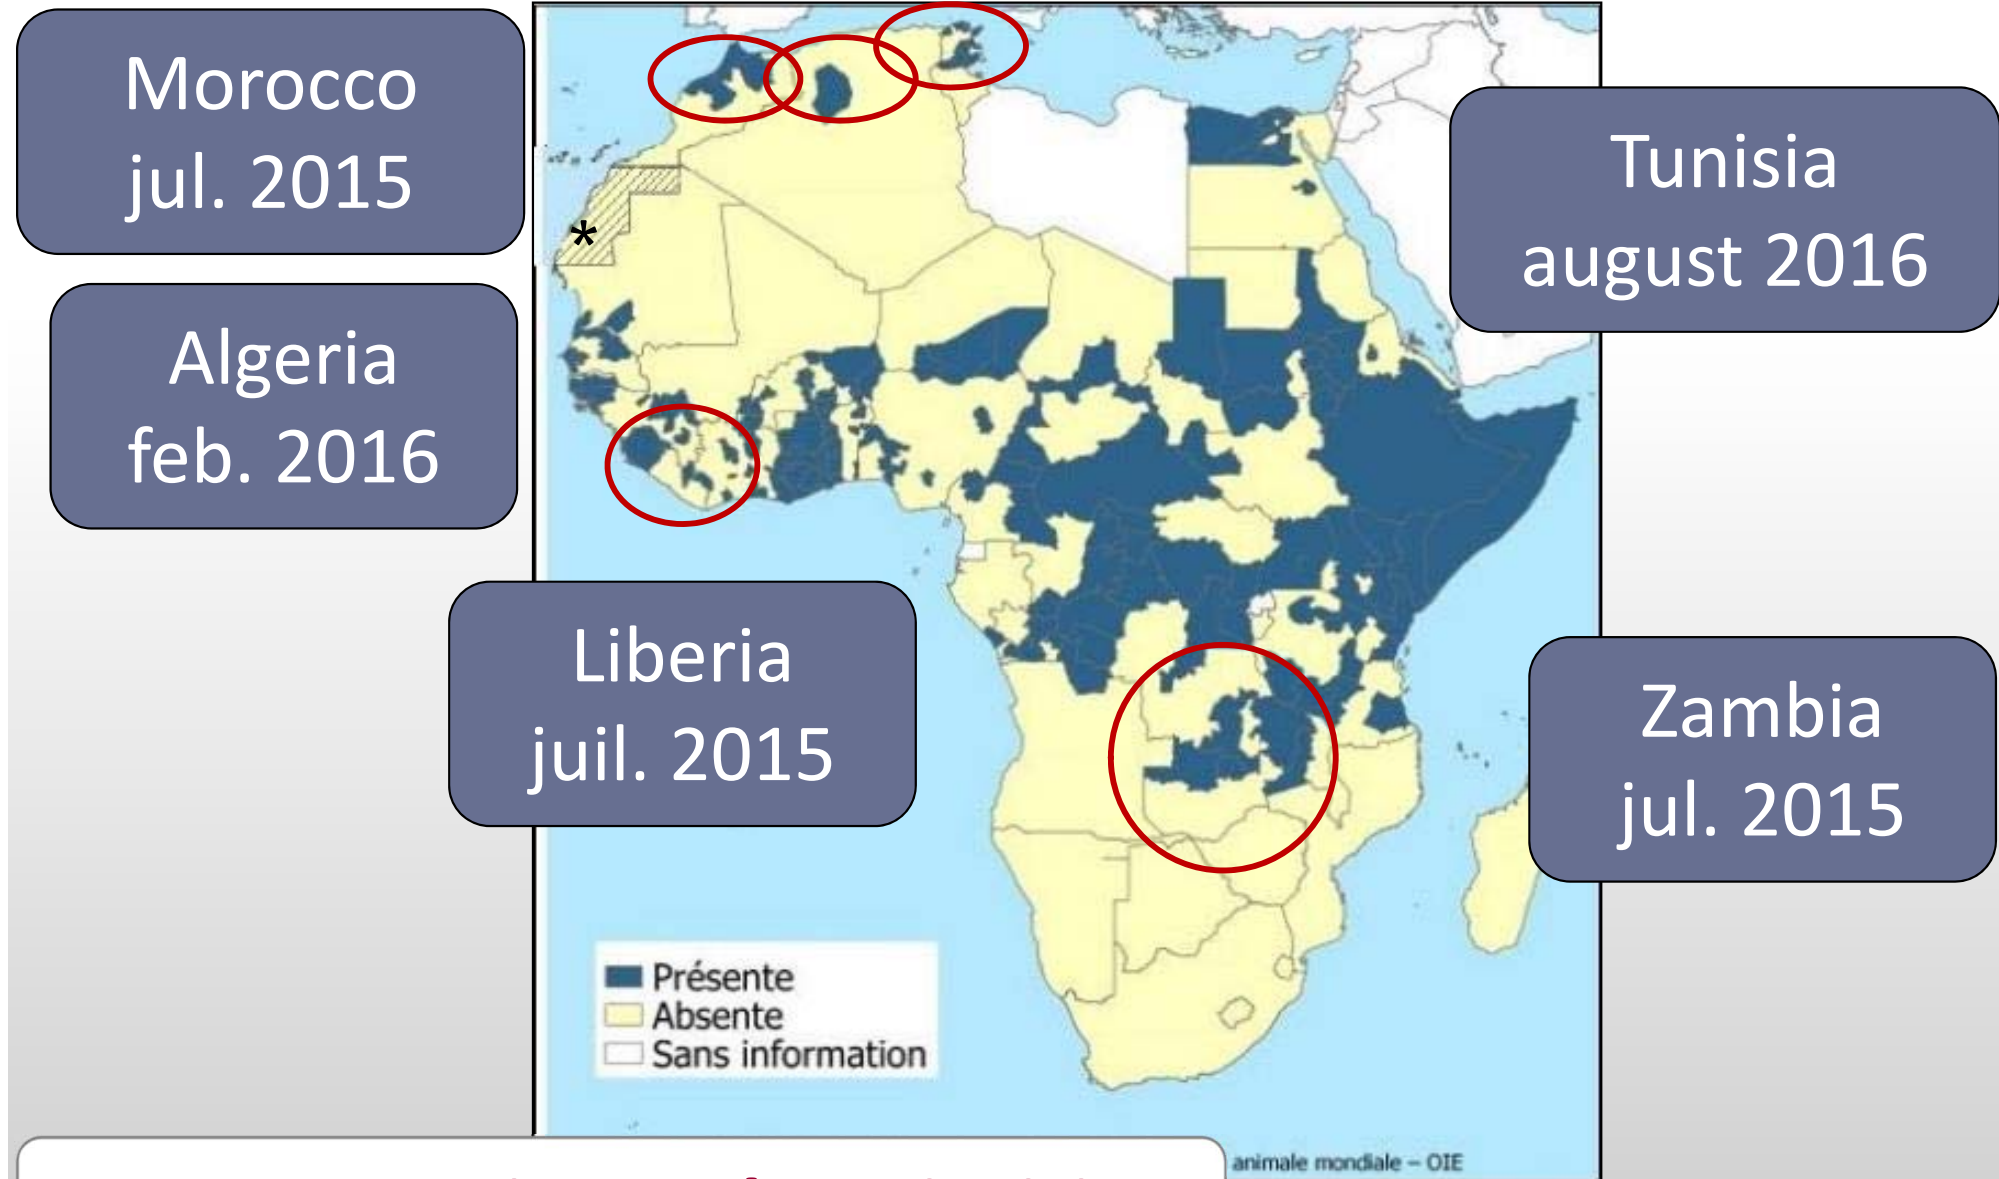 Morocco
jul. 2015
Tunisia
august 2016
*
Algeria
feb. 2016
Liberia
juil. 2015
Zambia
jul. 2015
Présente
Absente
Sans information
animale mondiale – OIE